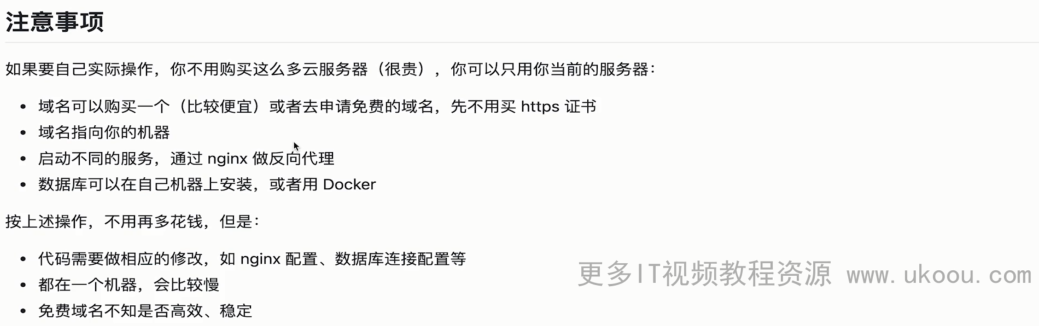 注意事项
如果要自己实际操作，你不用购买这么多云服务器（很贵），你可以只用你当前的服务器：
• 域名可以购买一个（比较便宜）或者去申请免费的域名，先不用买 https 证书
• 域名指向你的机器
• 启动不同的服务，通过 nginx 做反向代理
• 数据库可以在自己机器上安装，或者用 Docker
按上述操作，不用再多花钱，但是：
• 代码需要做相应的修改，如 nginx 配置、数据库连接配置等
• 都在一个机器，会比较慢
• 免费域名不知是否高效、稳定
更多IT视频教程资源 www.ukoou.com